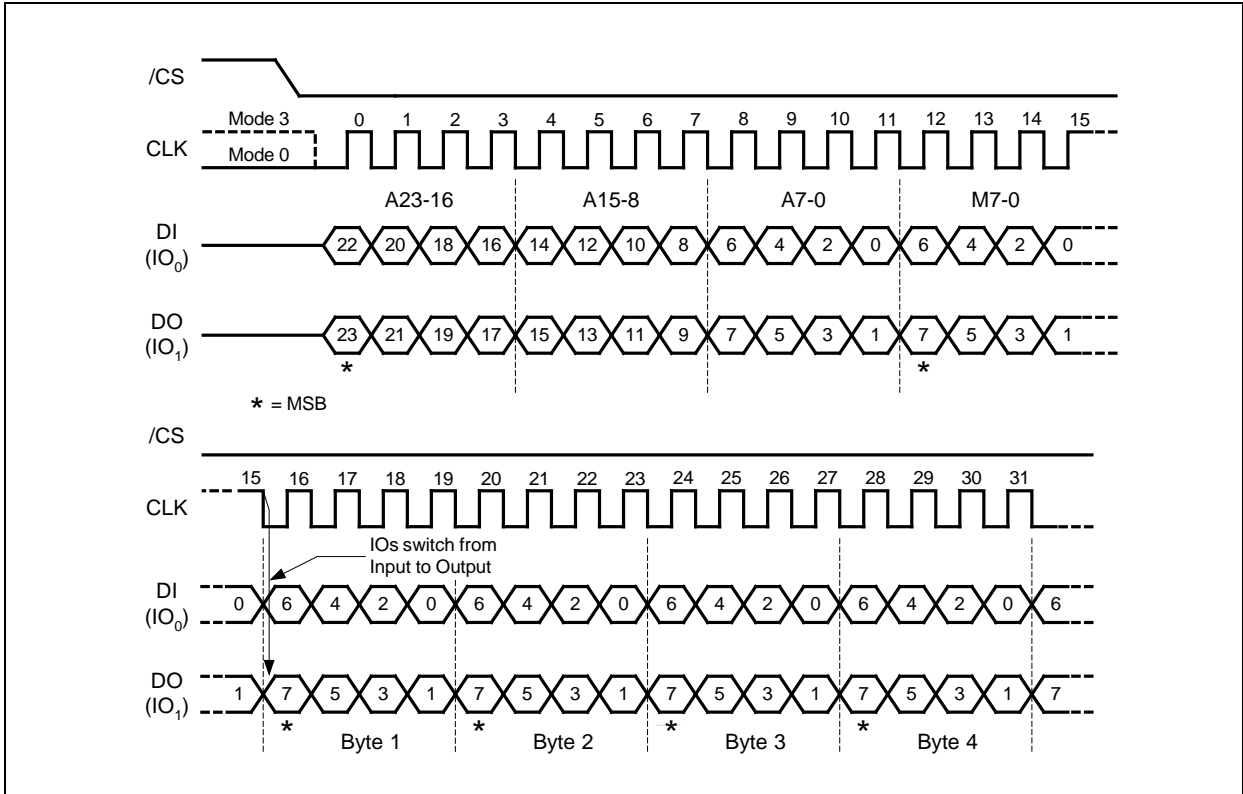 /CS
Mode 3 0 1 2 3 4 5 6 7 8 9 10 11 12 13 14 15
CLK
Mode 0
A23-16 A15-8 A7-0 M7-0
DI
(IO0) 22 20 18 16 14 12 10 8 6 4 2 0 6 4 2 0
DO
(IO1) 23 21 19 17 15 13 11 9 7 5 3 1 7 5 3 1
* *
* = MSB
/CS
15 16 17 18 19 20 21 22 23 24 25 26 27 28 29 30 31
CLK
IOs switch from
Input to Output
DI
(IO0) 0 6 4 2 0 6 4 2 0 6 4 2 0 6 4 2 0 6
DO
(IO1) 1 7 5 3 1 7 5 3 1 7 5 3 1 7 5 3 1 7
* * * *
Byte 1 Byte 2 Byte 3 Byte 4